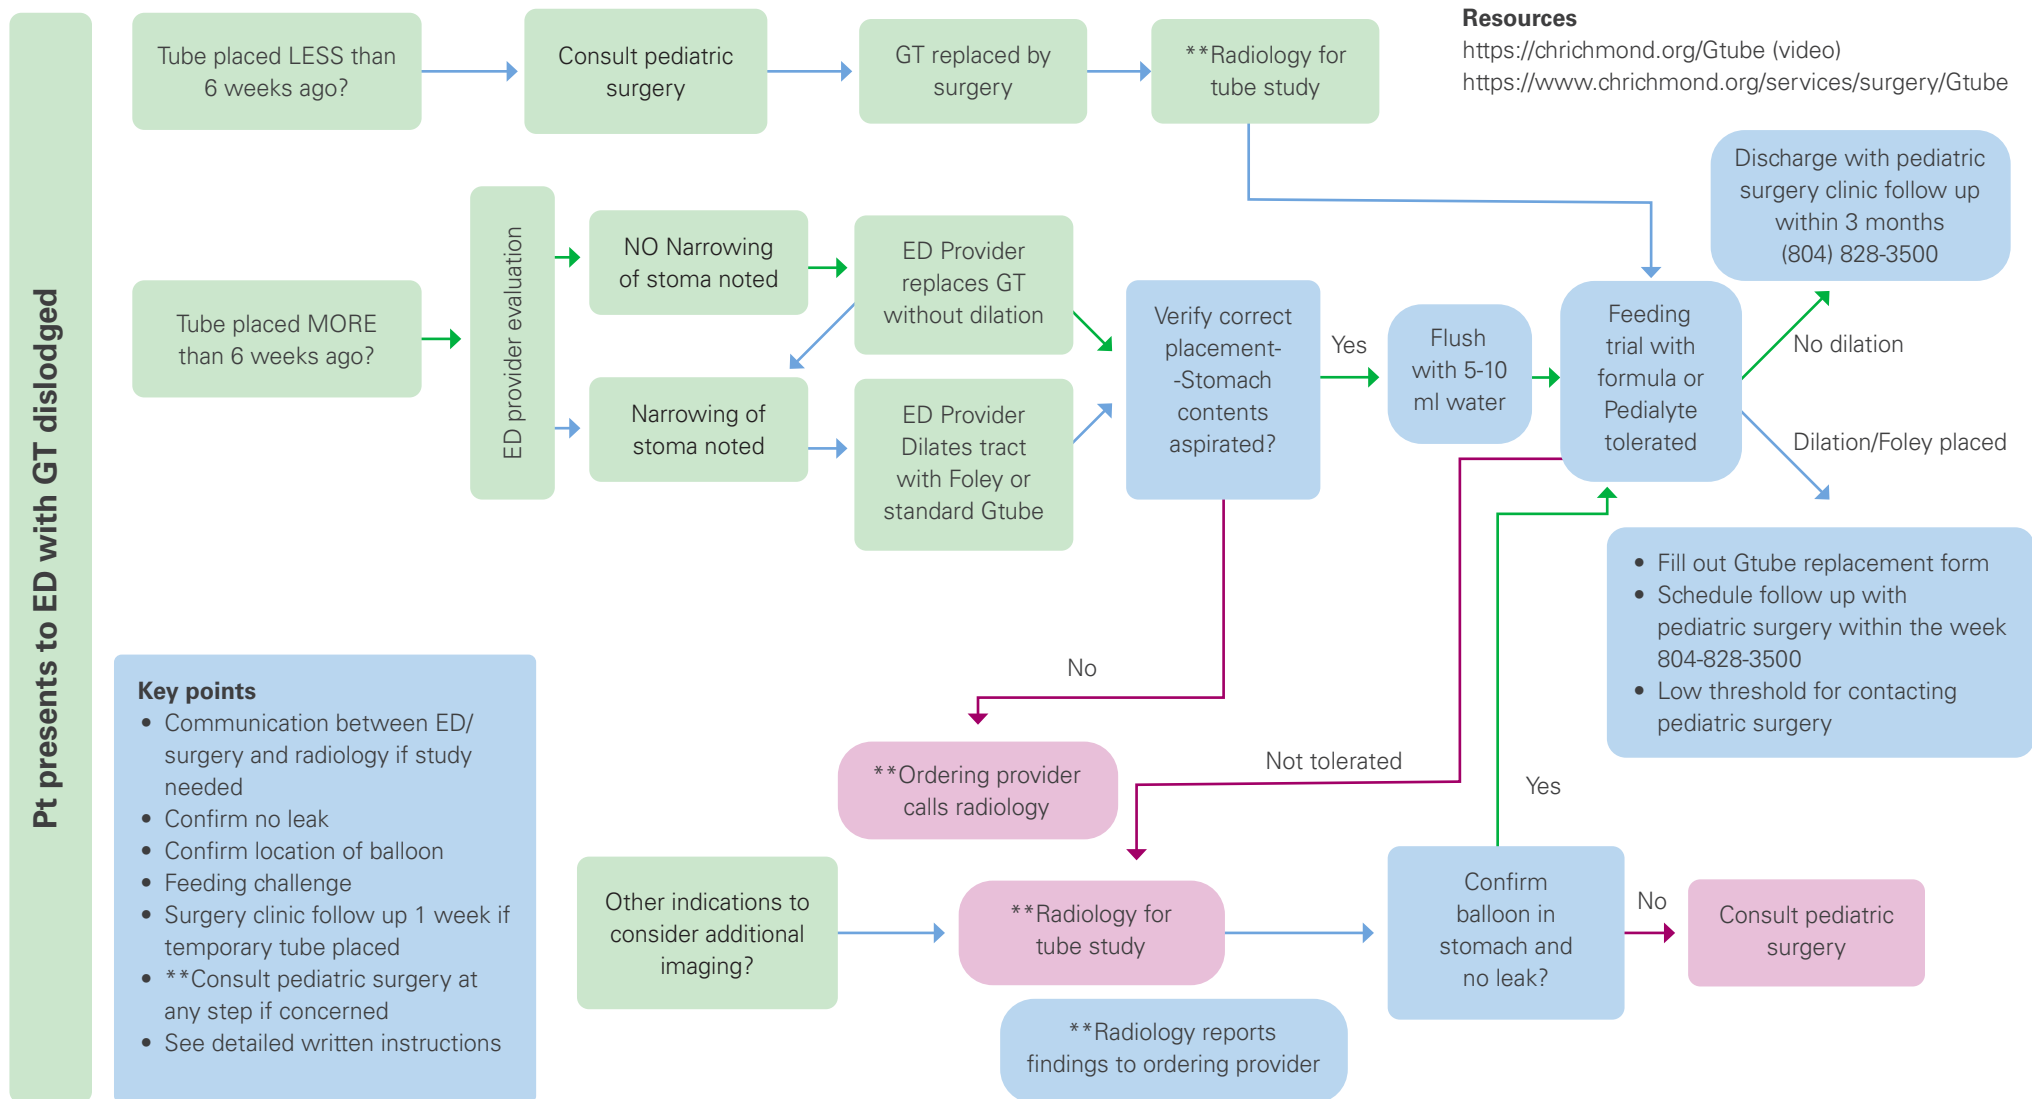 Pt presents to ED with GT dislodged
Tube placed LESS than
6 weeks ago?
Consult pediatric
surgery
GT replaced by
surgery
**Radiology for
tube study
Resources
https://chrichmond.org/Gtube (video)
https://www.chrichmond.org/services/surgery/Gtube
Tube placed MORE
than 6 weeks ago?
ED provider evaluation
NO Narrowing
of stoma noted
ED Provider
replaces GT
without dilation
Narrowing of
stoma noted
ED Provider
Dilates tract
with Foley or
standard Gtube
Verify correct
placement-
-Stomach
contents
aspirated?
Yes
Flush
with 5-10
ml water
Feeding
trial with
formula or
Pedialyte
tolerated
Discharge with pediatric
surgery clinic follow up
within 3 months
(804) 828-3500
No dilation
Dilation/Foley placed
• Fill out Gtube replacement form
• Schedule follow up with
pediatric surgery within the week
804-828-3500
• Low threshold for contacting
pediatric surgery
Key points
• Communication between ED/
surgery and radiology if study
needed
• Confirm no leak
• Confirm location of balloon
• Feeding challenge
• Surgery clinic follow up 1 week if
temporary tube placed
• **Consult pediatric surgery at
any step if concerned
• See detailed written instructions
No
**Ordering provider
calls radiology
Not tolerated
Yes
Other indications to
consider additional
imaging?
**Radiology for
tube study
**Radiology reports
findings to ordering provider
Confirm
balloon in
stomach and
no leak?
No
Consult pediatric
surgery